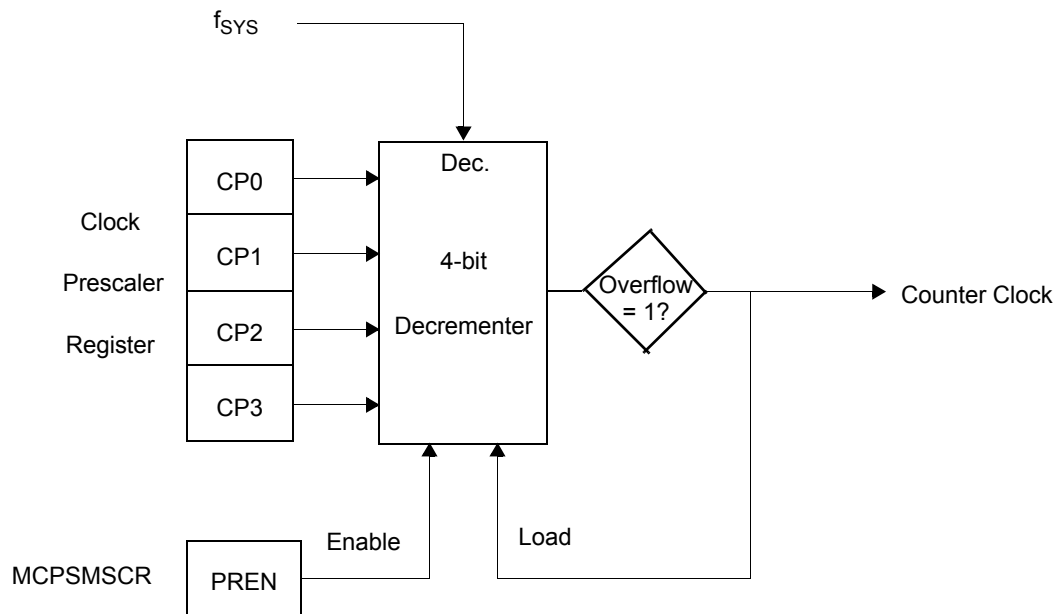 fSYS
Dec.
CP0
Clock
CP1
4-bit
Prescaler
Overflow
= 1?
Counter Clock
CP2
Decrementer
Register
CP3
Enable
Load
MCPSMSCR
PREN